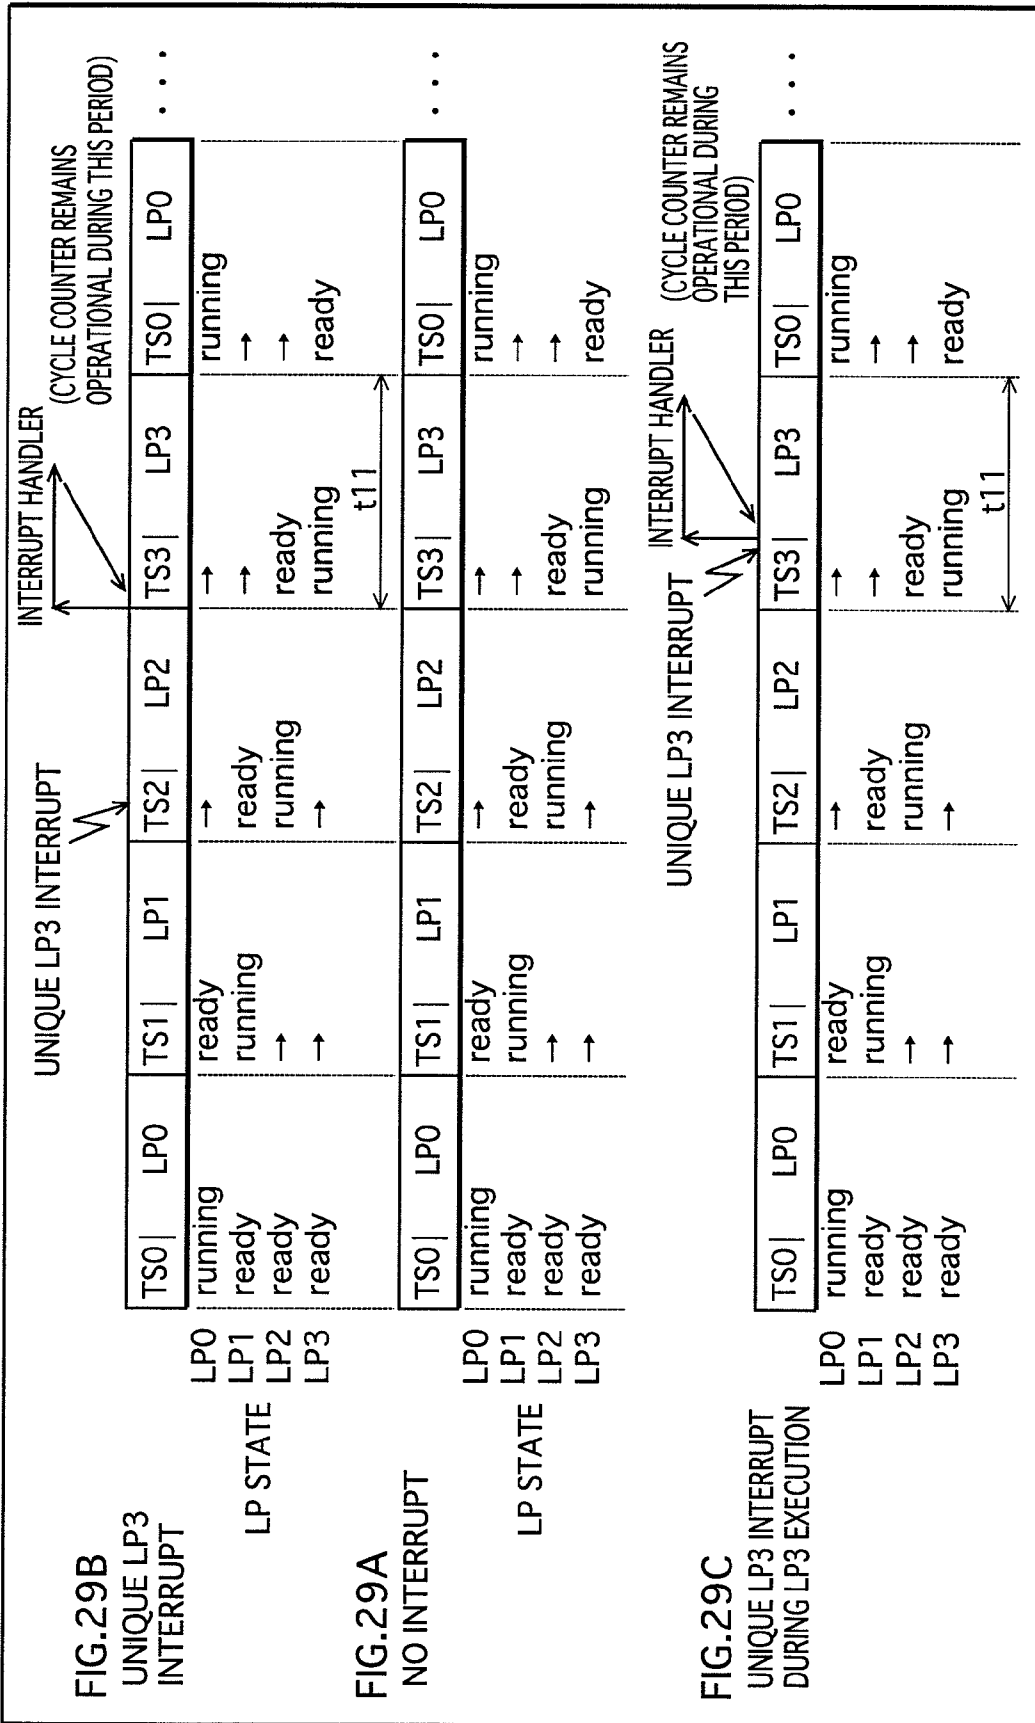 FIG.29B
UNIQUE LP3
INTERRUPT
UNIQUE LP3 INTERRUPT
INTERRUPT HANDLER
(CYCLE COUNTER REMAINS
OPERATIONAL DURING THIS PERIOD)
TS0| LP0 TS1| LP1 TS2| LP2 TS3| LP3 TS0| LP0 ...
LP STATE
LP0 running ready → → running
LP1 ready running ready → →
LP2 ready → running ready →
LP3 ready → → running ready
t11
FIG.29A
NO INTERRUPT
TS0| LP0 TS1| LP1 TS2| LP2 TS3| LP3 TS0| LP0 ...
LP STATE
LP0 running ready → → running
LP1 ready running ready → →
LP2 ready → running ready →
LP3 ready → → running ready
FIG.29C
UNIQUE LP3 INTERRUPT
DURING LP3 EXECUTION
UNIQUE LP3 INTERRUPT
INTERRUPT HANDLER
(CYCLE COUNTER REMAINS
OPERATIONAL DURING
THIS PERIOD)
TS0| LP0 TS1| LP1 TS2| LP2 TS3| LP3 TS0| LP0 ...
LP0 running ready → → running
LP1 ready running ready → →
LP2 ready → running ready →
LP3 ready → → running ready
t11